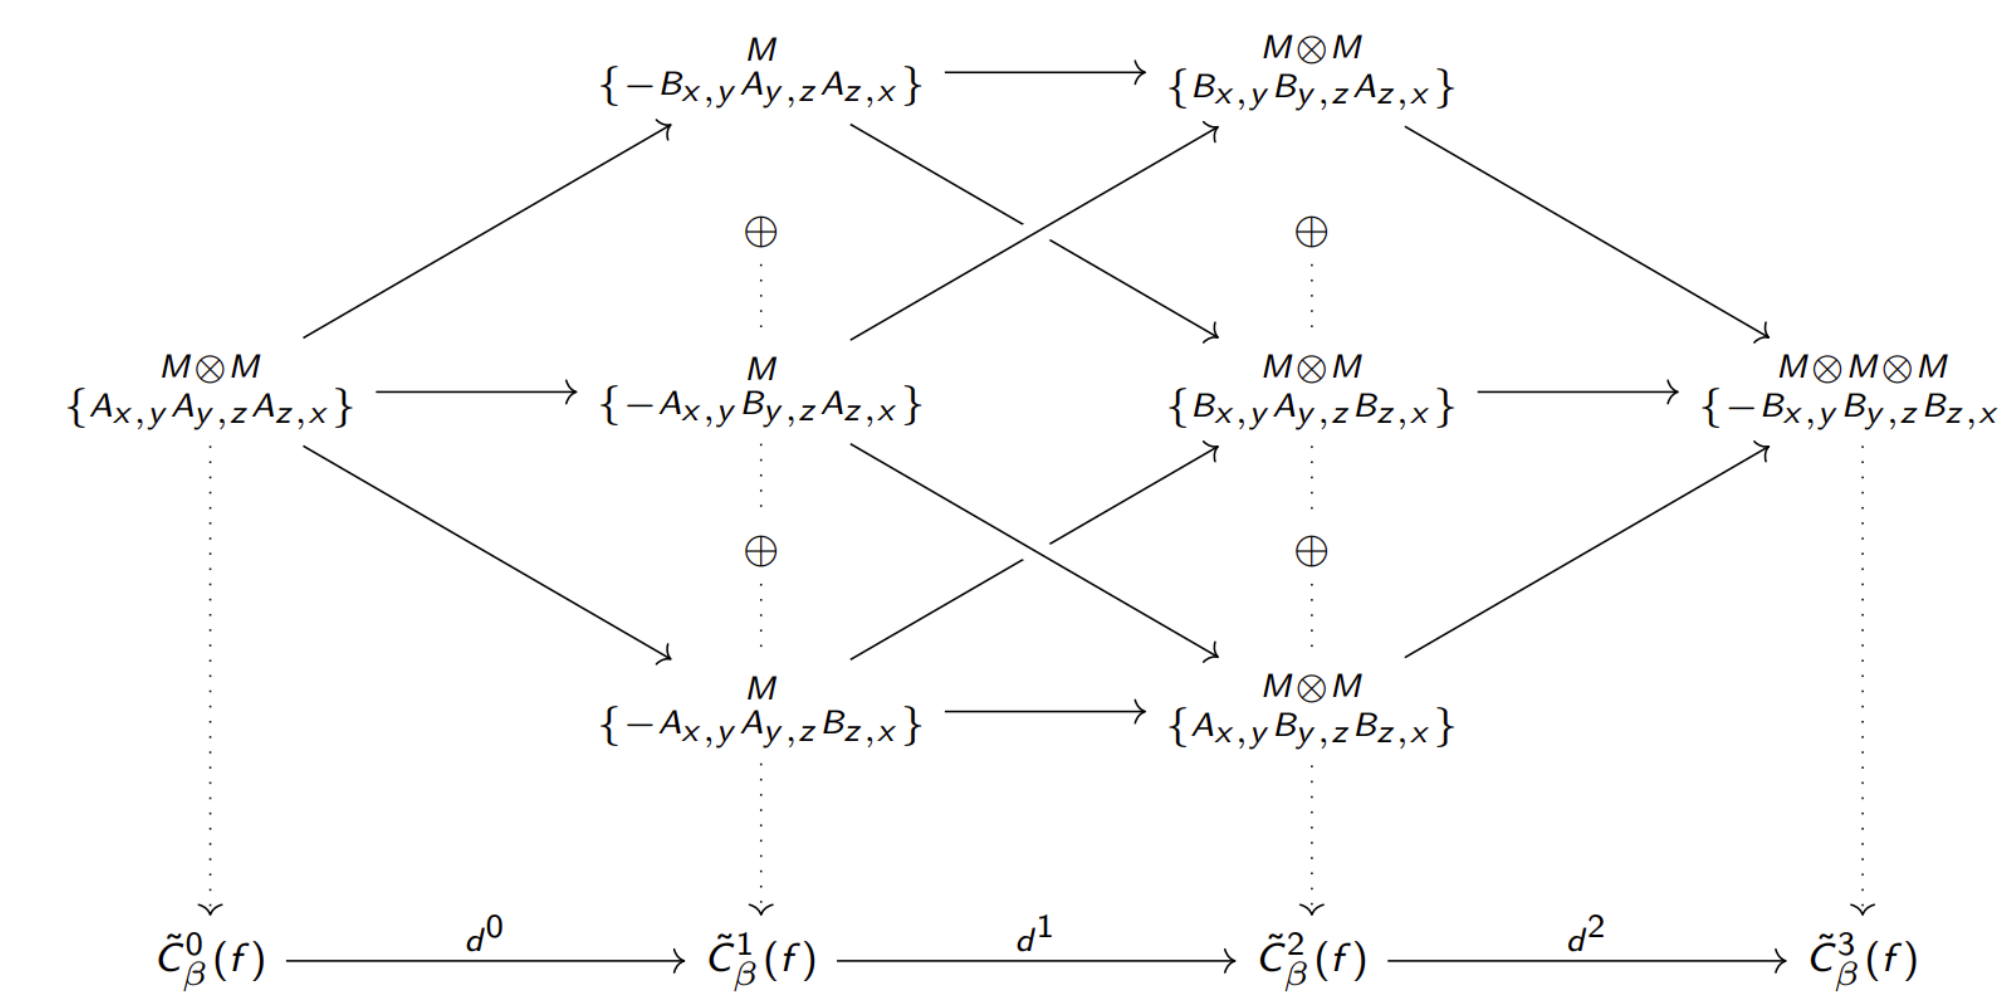 M
{−B_{x,y}A_{y,z}A_{z,x}}
M⊗M
{B_{x,y}B_{y,z}A_{z,x}}
⊕ ⊕
M⊗M
{A_{x,y}A_{y,z}A_{z,x}}
M
{−A_{x,y}B_{y,z}A_{z,x}}
M⊗M
{B_{x,y}A_{y,z}B_{z,x}}
M⊗M⊗M
{−B_{x,y}B_{y,z}B_{z,x}
⊕ ⊕
M
{−A_{x,y}A_{y,z}B_{z,x}}
M⊗M
{A_{x,y}B_{y,z}B_{z,x}}
C̃^0_β(f) d^0 C̃^1_β(f) d^1 C̃^2_β(f) d^2 C̃^3_β(f)